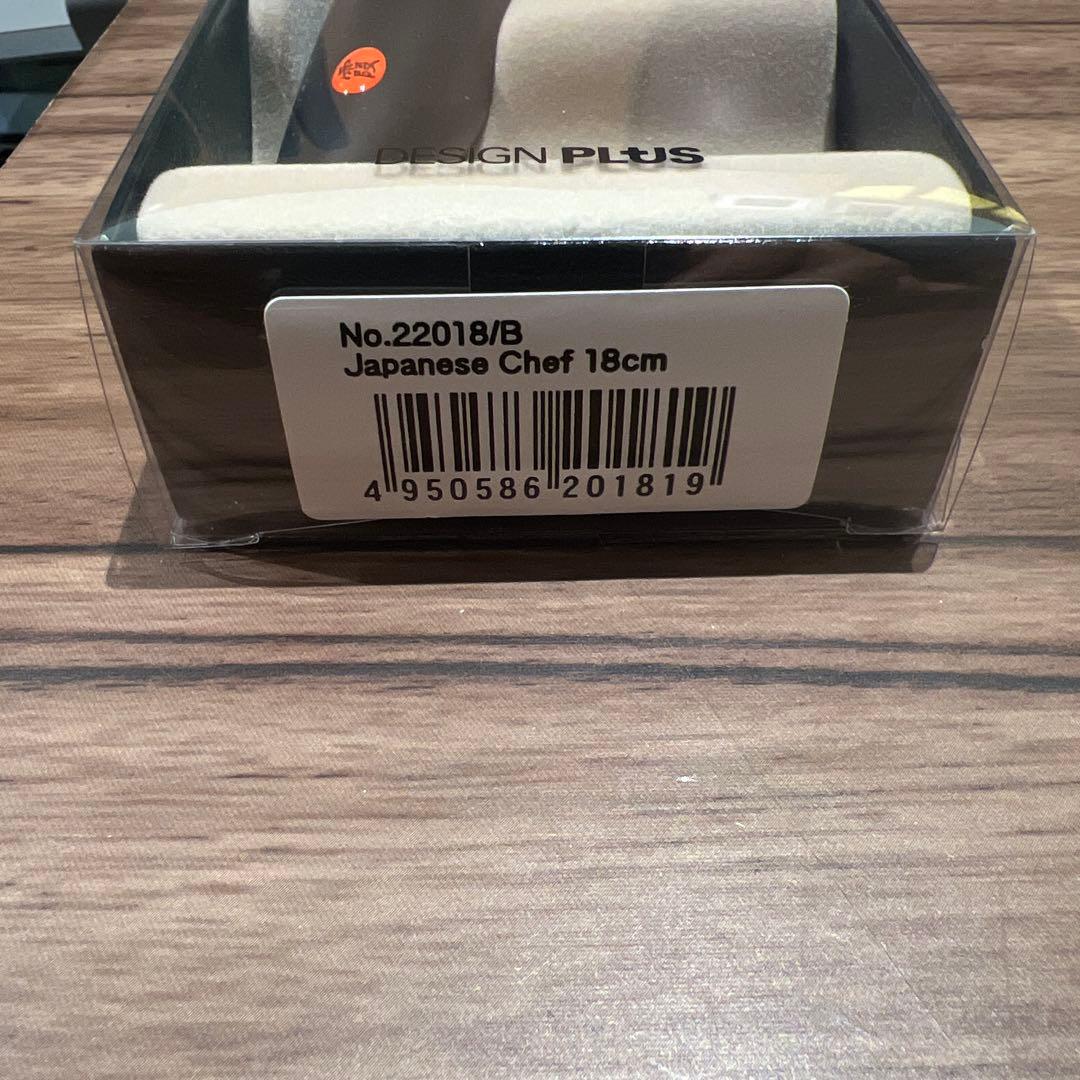 DESIGN PLUS
No.22018/B
Japanese Chef 18cm
4 950586 201819